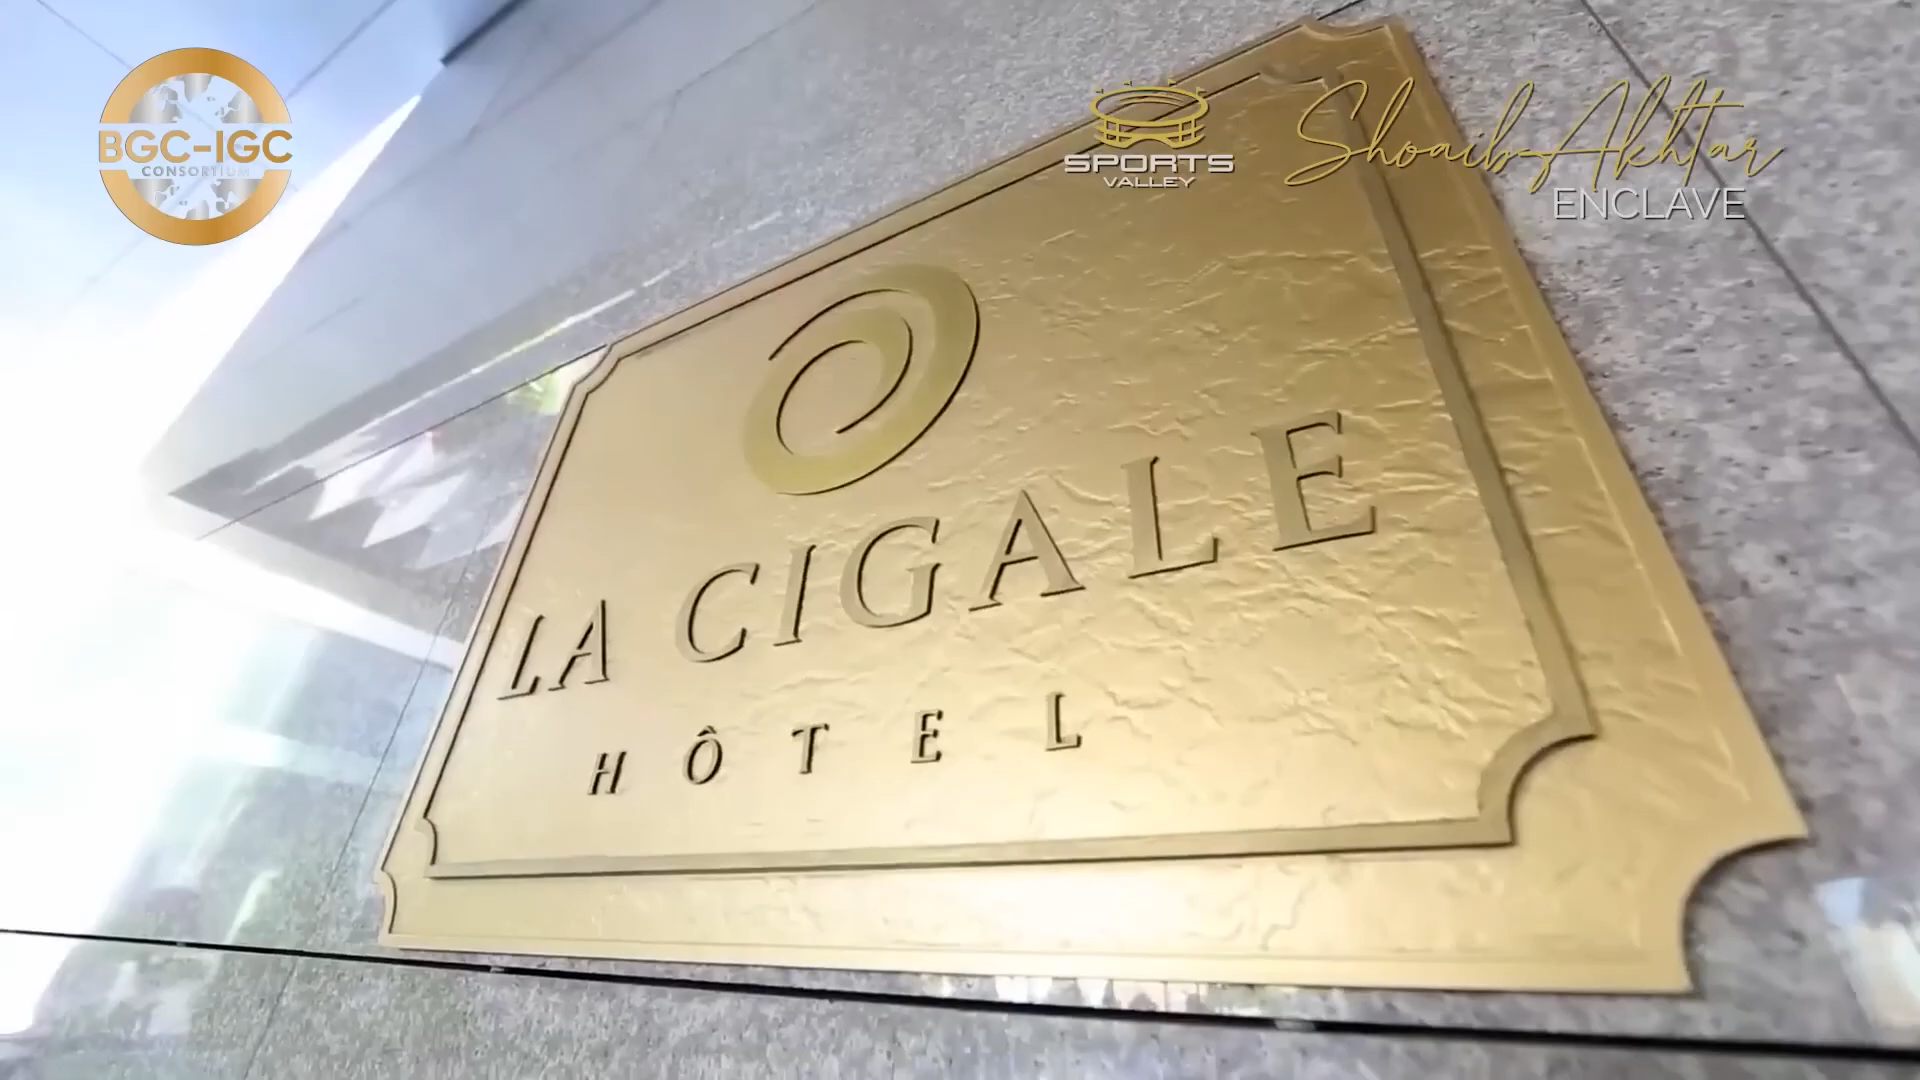 BGC-IGC
CONSORTIUM
SPORTS
VALLEY
Shoaib Akhtar
ENCLAVE
LA CIGALE
HÔTEL